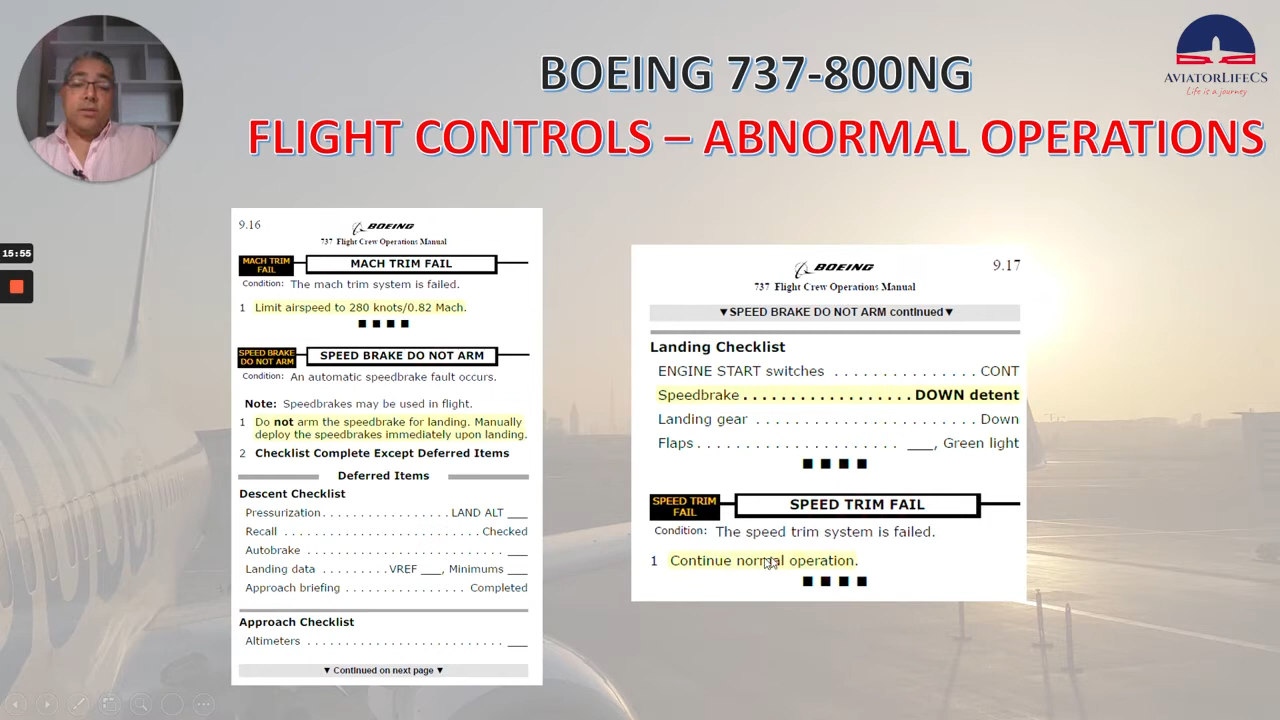 BOEING 737-800NG
FLIGHT CONTROLS – ABNORMAL OPERATIONS
AVIATORLIFECS
Life is a journey
15:55
9.16
BOEING
737 Flight Crew Operations Manual
MACH TRIM
FAIL
MACH TRIM FAIL
Condition: The mach trim system is failed.
1 Limit airspeed to 280 knots/0.82 Mach.
SPEED BRAKE
DO NOT ARM
SPEED BRAKE DO NOT ARM
Condition: An automatic speedbrake fault occurs.
Note: Speedbrakes may be used in flight.
1 Do not arm the speedbrake for landing. Manually
deploy the speedbrakes immediately upon landing.
2 Checklist Complete Except Deferred Items
Deferred Items
Descent Checklist
Pressurization . . . . . . . . . . . . . . . . . LAND ALT ___
Recall . . . . . . . . . . . . . . . . . . . . . . . . . . Checked
Autobrake . . . . . . . . . . . . . . . . . . . . . . . . . . ___
Landing data . . . . . . . . . VREF ___, Minimums ___
Approach briefing . . . . . . . . . . . . . . . . . Completed
Approach Checklist
Altimeters . . . . . . . . . . . . . . . . . . . . . . . . . . ___
▼ Continued on next page ▼
BOEING
9.17
737 Flight Crew Operations Manual
▼SPEED BRAKE DO NOT ARM continued▼
Landing Checklist
ENGINE START switches . . . . . . . . . . . . . . . CONT
Speedbrake . . . . . . . . . . . . . . . . . . DOWN detent
Landing gear . . . . . . . . . . . . . . . . . . . . . . . Down
Flaps . . . . . . . . . . . . . . . . . . . . . ___, Green light
SPEED TRIM
FAIL
SPEED TRIM FAIL
Condition: The speed trim system is failed.
1 Continue normal operation.